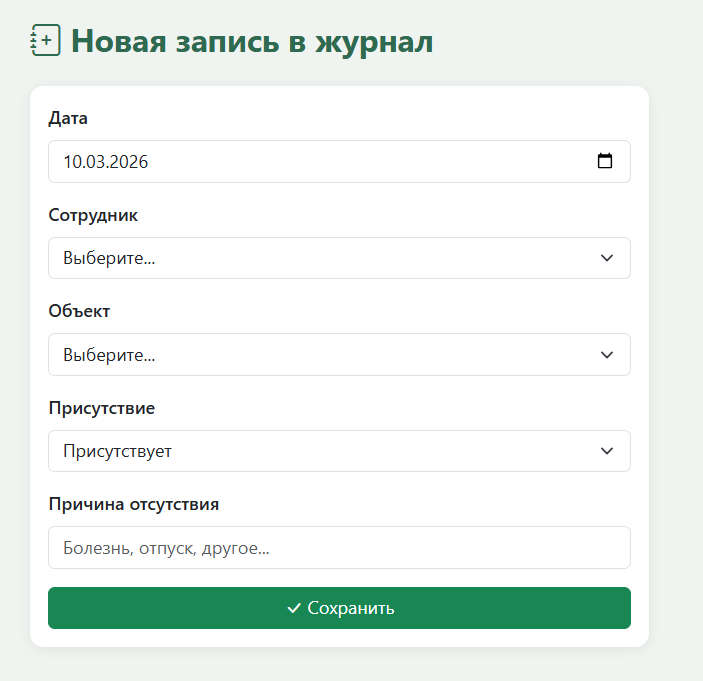 Новая запись в журнал
Дата
10.03.2026
Сотрудник
Выберите...
Объект
Выберите...
Присутствие
Присутствует
Причина отсутствия
Болезнь, отпуск, другое...
Сохранить